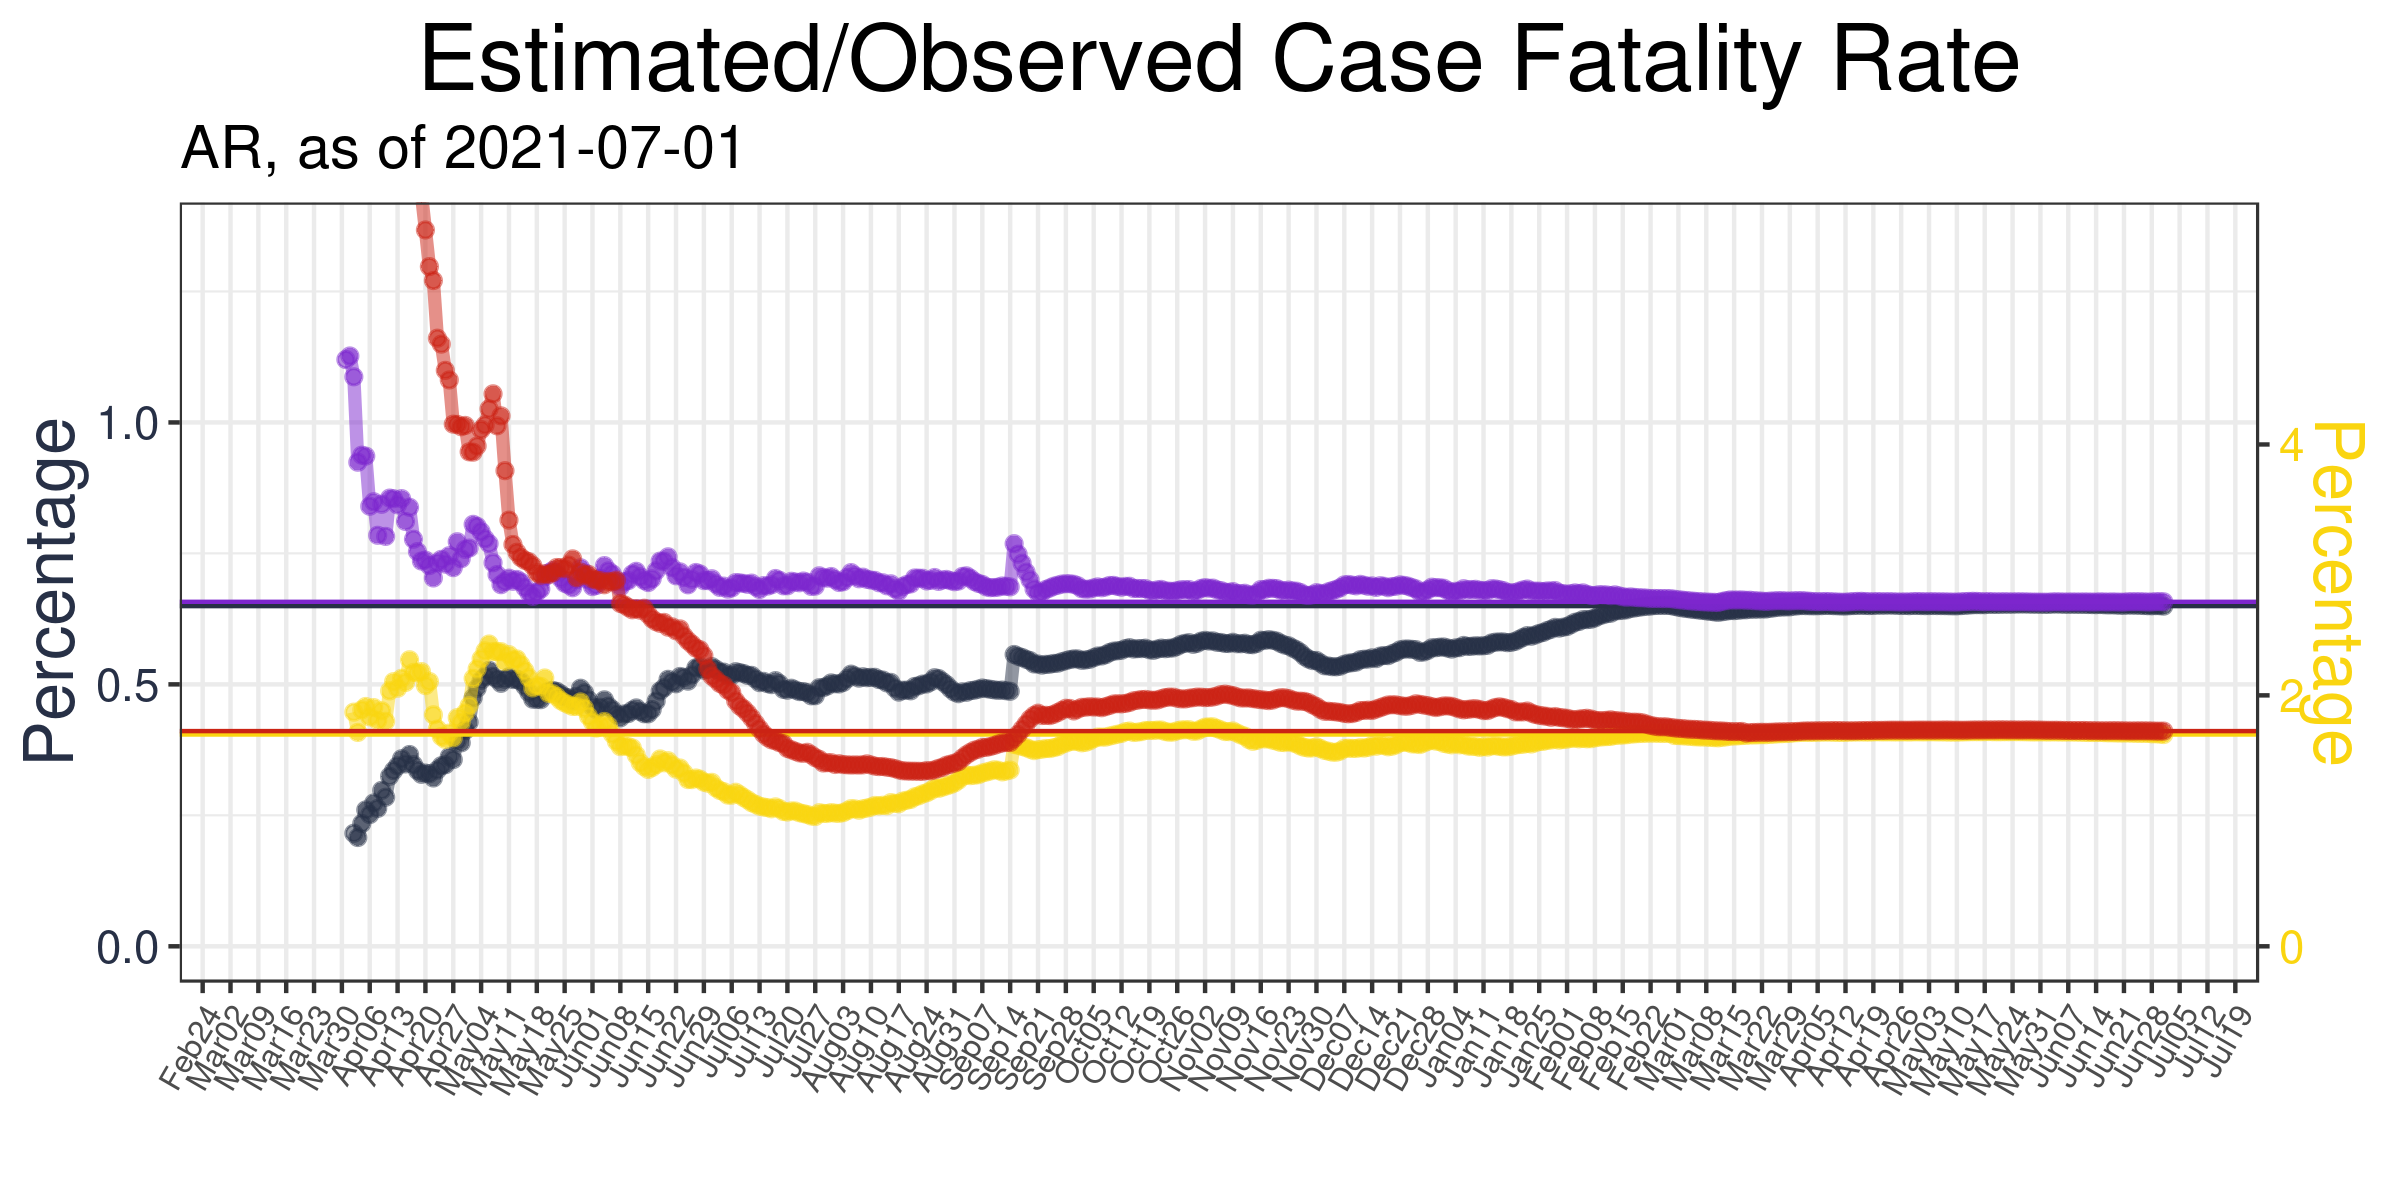 Estimated/Observed Case Fatality Rate
AR, as of 2021-07-01
Percentage
1.0
0.5
0.0
4
2
0
Percentage
Feb24
Mar02
Mar09
Mar16
Mar23
Mar30
Apr06
Apr13
Apr20
Apr27
May04
May11
May18
May25
Jun01
Jun08
Jun15
Jun22
Jun29
Jul06
Jul13
Jul20
Jul27
Aug03
Aug10
Aug17
Aug24
Aug31
Sep07
Sep14
Sep21
Sep28
Oct05
Oct12
Oct19
Oct26
Nov02
Nov09
Nov16
Nov23
Nov30
Dec07
Dec14
Dec21
Dec28
Jan04
Jan11
Jan18
Jan25
Feb01
Feb08
Feb15
Feb22
Mar01
Mar08
Mar15
Mar22
Mar29
Apr05
Apr12
Apr19
Apr26
May03
May10
May17
May24
May31
Jun07
Jun14
Jun21
Jun28
Jul05
Jul12
Jul19